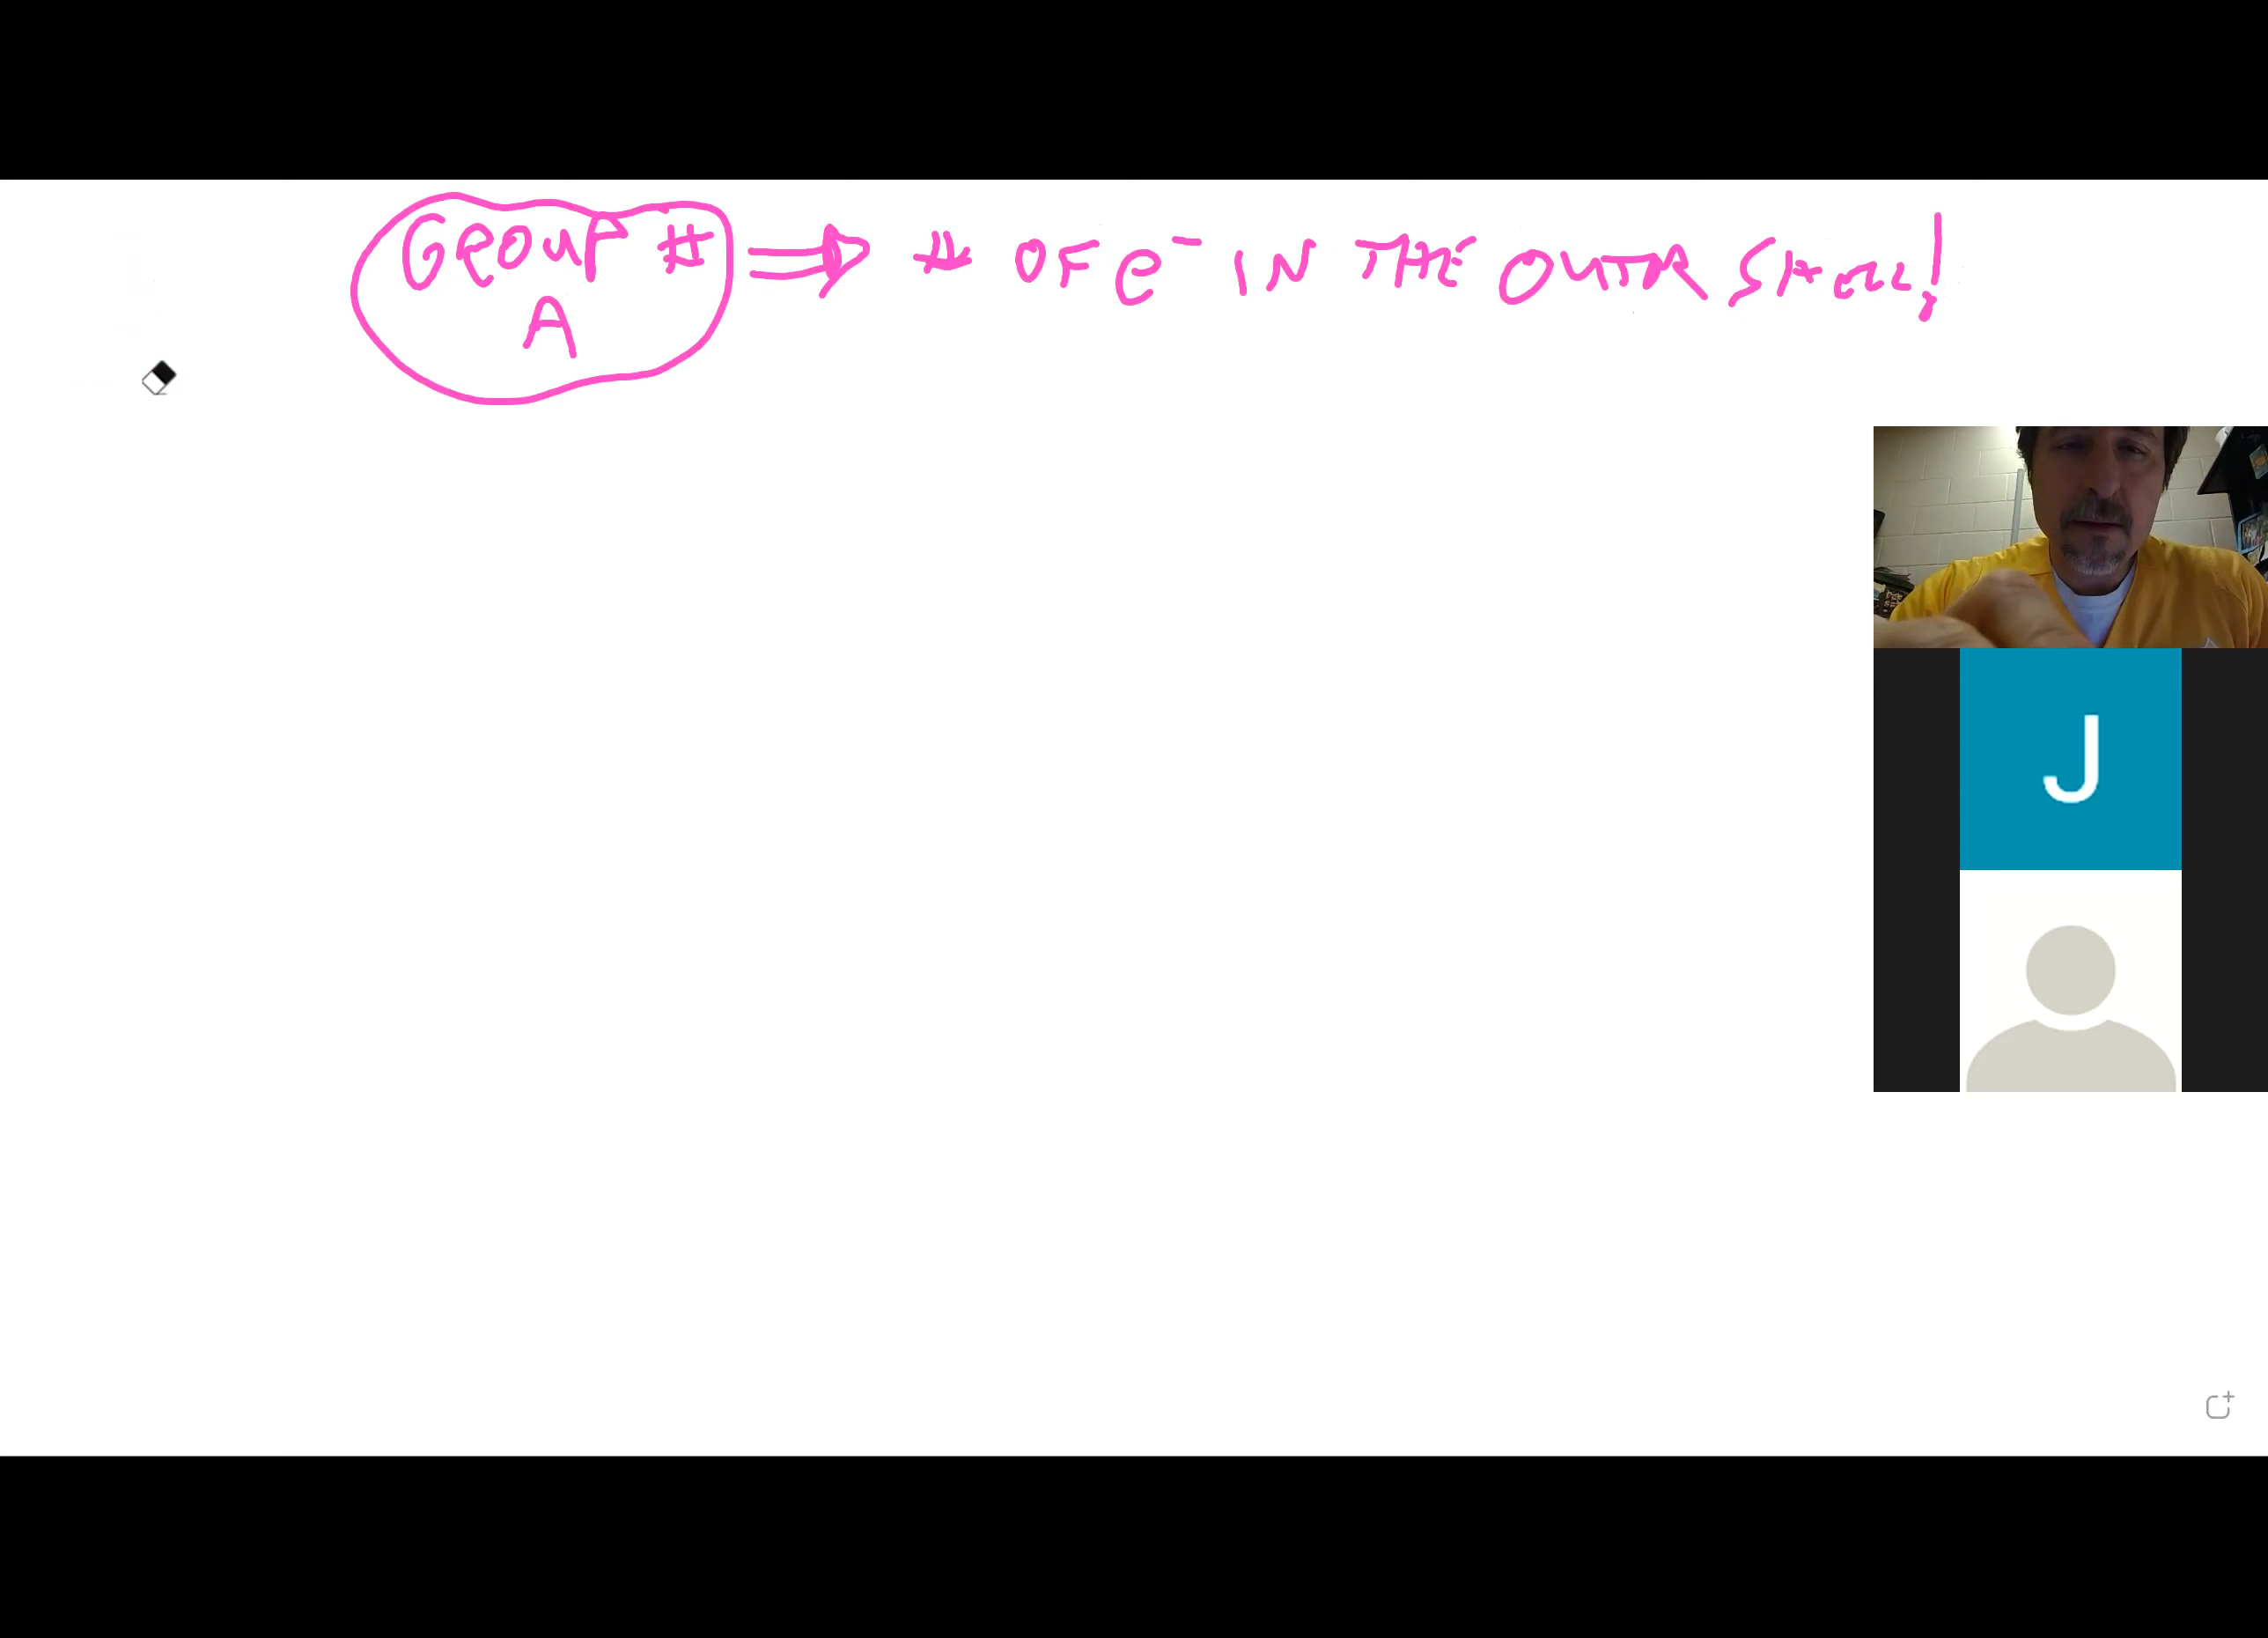 GROUP # ⇒ # OF e⁻ IN THE OUTER SHELL!
A
J